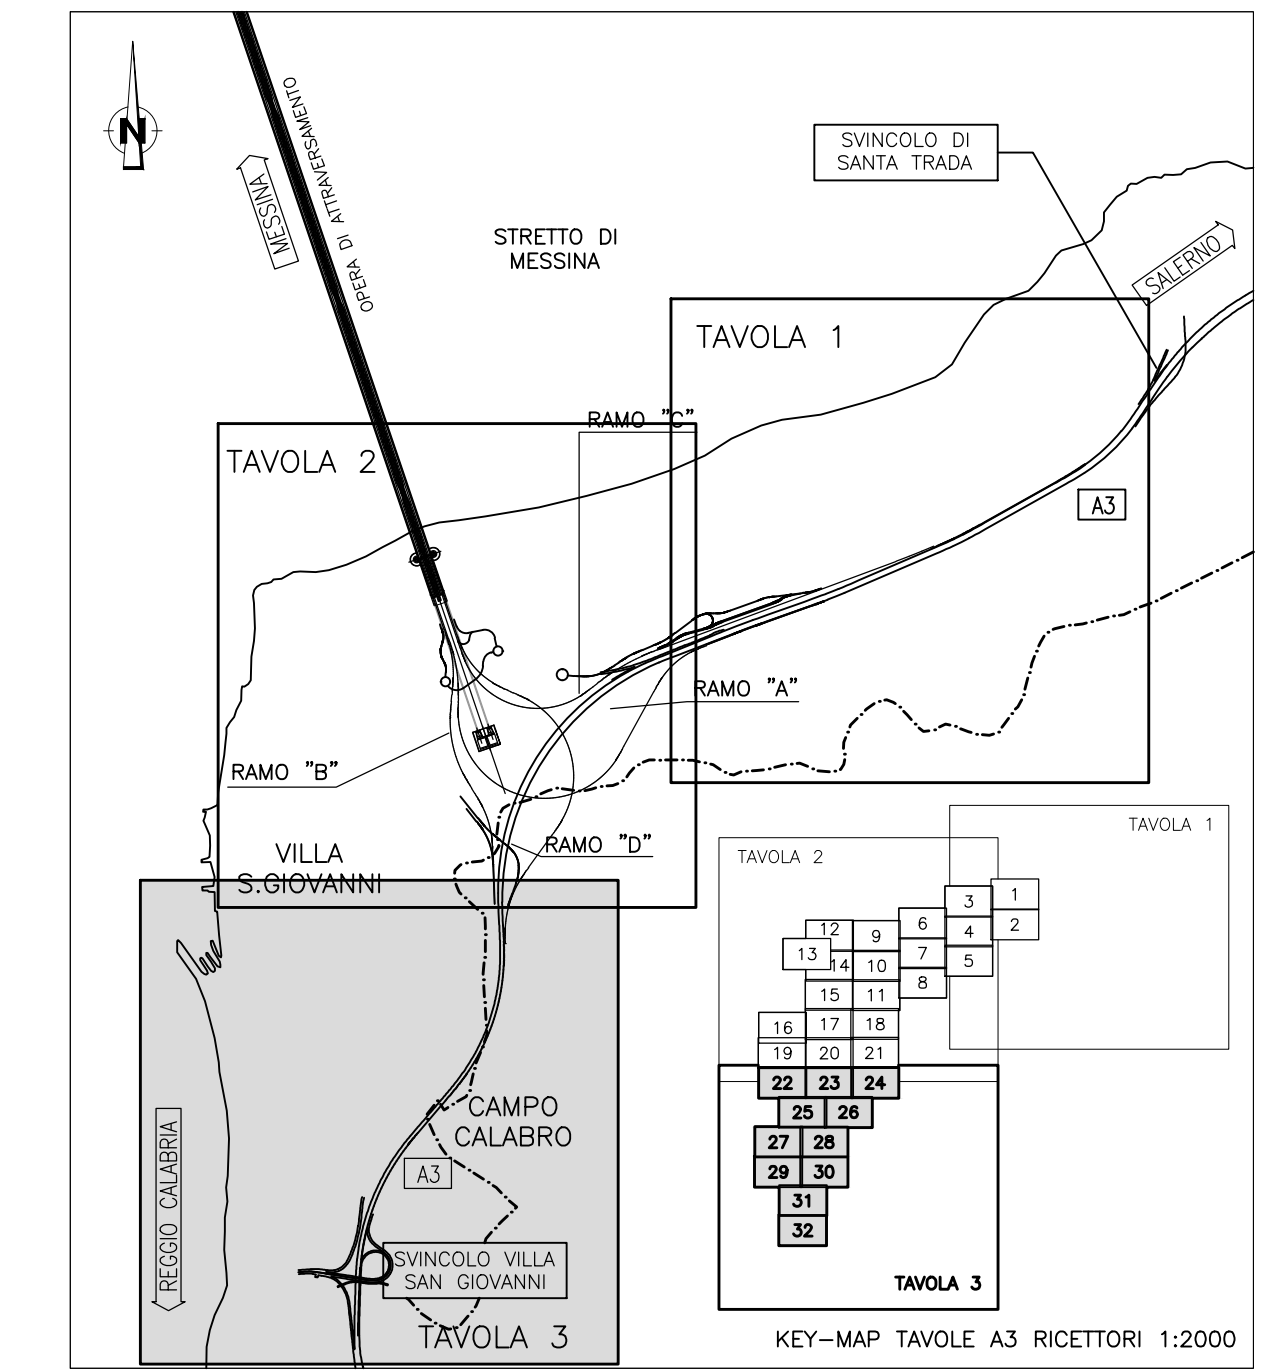 N
MESSINA
OPERA DI ATTRAVERSAMENTO
STRETTO DI
MESSINA
SVINCOLO DI
SANTA TRADA
SALERNO
TAVOLA 1
RAMO "C"
TAVOLA 2
A3
RAMO "A"
RAMO "B"
RAMO "D"
VILLA
S.GIOVANNI
CAMPO
CALABRO
A3
REGGIO CALABRIA
SVINCOLO VILLA
SAN GIOVANNI
TAVOLA 3
TAVOLA 1
TAVOLA 2
1
2
3
4
5
6
7
8
9
10
11
12
13
14
15
16
17
18
19
20
21
22
23
24
25
26
27
28
29
30
31
32
TAVOLA 3
KEY-MAP TAVOLE A3 RICETTORI 1:2000